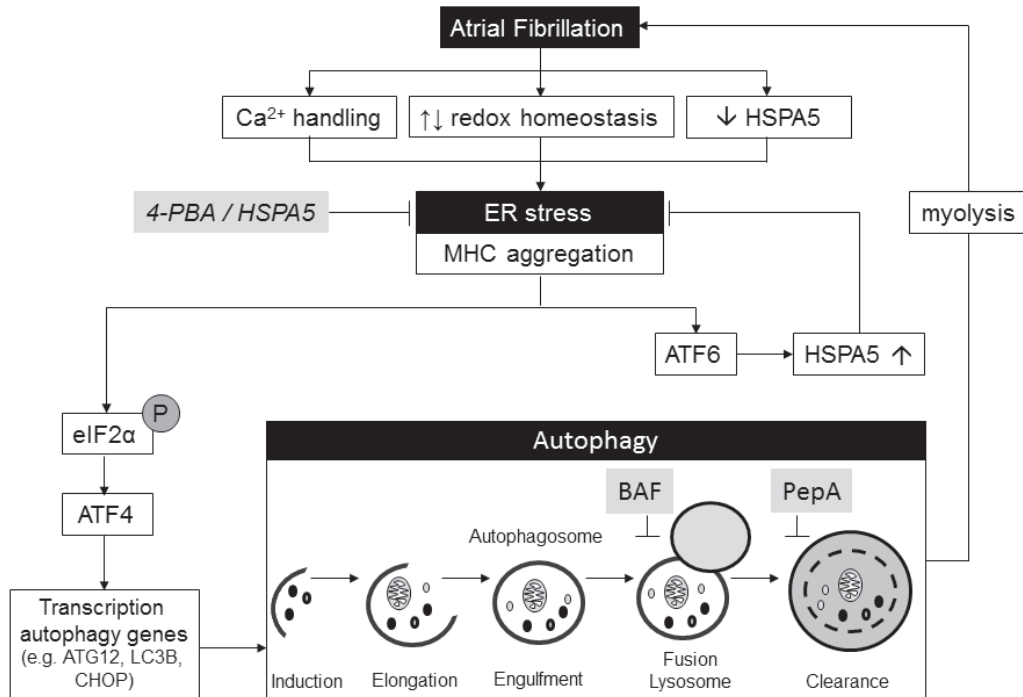 Atrial Fibrillation
Ca²⁺ handling
↑↓ redox homeostasis
↓ HSPA5
4-PBA / HSPA5
ER stress
MHC aggregation
myolysis
ATF6
HSPA5 ↑
P
eIF2α
ATF4
Transcription
autophagy genes
(e.g. ATG12, LC3B,
CHOP)
Autophagy
BAF
PepA
Autophagosome
Induction
Elongation
Engulfment
Fusion
Lysosome
Clearance